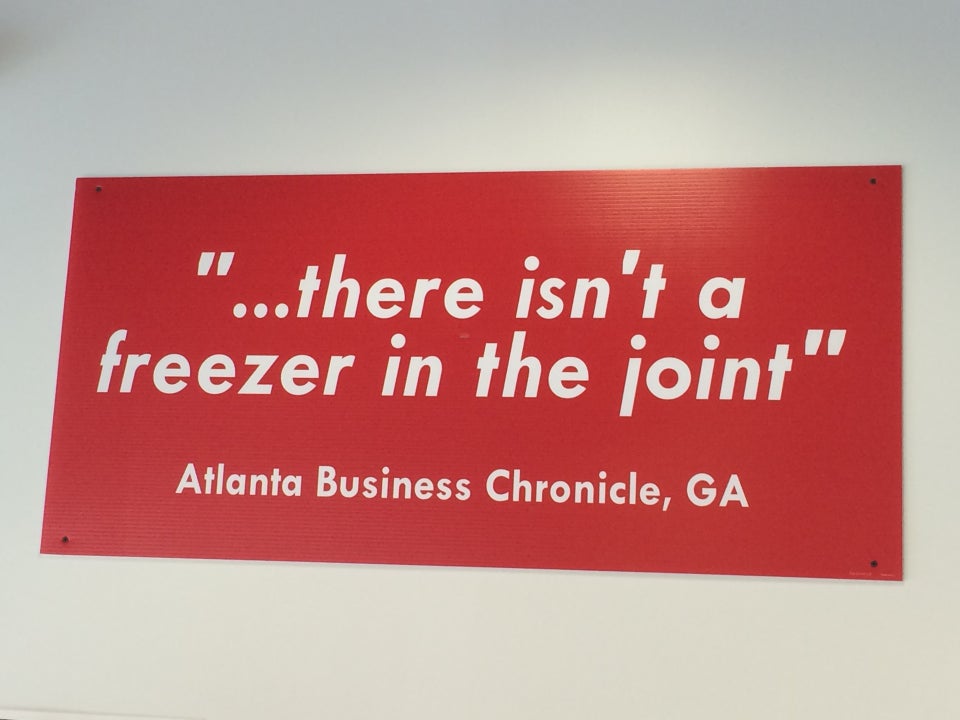 "...there isn't a
freezer in the joint"
Atlanta Business Chronicle, GA